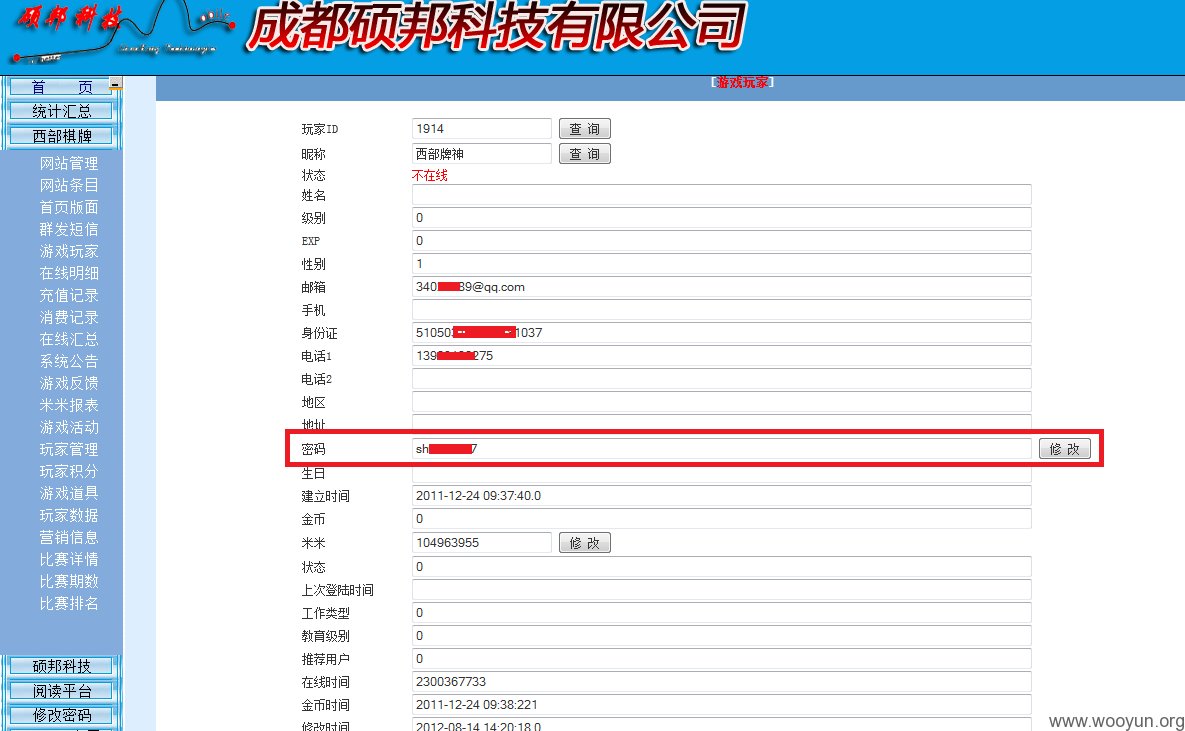 硕邦科技
成都硕邦科技有限公司
首 页
统计汇总
西部棋牌
网站管理
网站条目
首页版面
群发短信
游戏玩家
在线明细
充值记录
消费记录
在线汇总
系统公告
游戏反馈
米米报表
游戏活动
玩家管理
玩家积分
游戏道具
玩家数据
营销信息
比赛详情
比赛期数
比赛排名
硕邦科技
阅读平台
修改密码
[游戏玩家]
玩家ID 1914 查 询
昵称 西部牌神 查 询
状态 不在线
姓名
级别 0
EXP 0
性别 1
邮箱 340 39@qq.com
手机
身份证 51050 1037
电话1 139 275
电话2
地区
地址
密码 sh 7 修 改
生日
建立时间 2011-12-24 09:37:40.0
金币 0
米米 104963955 修 改
状态 0
上次登陆时间
工作类型 0
教育级别 0
推荐用户 0
在线时间 2300367733
金币时间 2011-12-24 09:38:221
修改时间 2012-08-14 14:20:18.0
www.wooyun.org